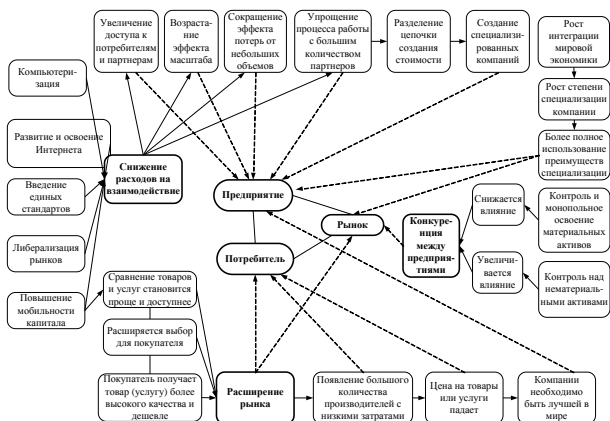 Увеличение
доступа к
потребителям
и партнерам
Возраста-
ние
эффекта
масштаба
Сокращение
эффекта
потерь от
небольших
объемов
Упрощение
процесса работы
с большим
количеством
партнеров
Разделение
цепочки
создания
стоимости
Создание
специализи-
рованных
компаний
Рост
интеграции
мировой
экономики
Компьютери-
зация
Рост степени
специализации
компании
Развитие и освоение
Интернета
Снижение
расходов на
взаимодействие
Более полное
использование
преимуществ
специализации
Введение
единых
стандартов
Предприятие
Рынок
Конкуре-
нция
между
предприя-
тиями
Снижается
влияние
Контроль и
монопольное
освоение
материальных
активов
Либерализация
рынков
Потребитель
Увели-
чивается
влияние
Контроль над
нематериаль-
ными активами
Повышение
мобильности
капитала
Сравнение товаров
и услуг становится
проще и доступнее
Расширяется выбор
для покупателя
Покупатель получает
товар (услугу) более
высокого качества и
дешевле
Расширение
рынка
Появление большого
количества
производителей с
низкими затратами
Цена на товары
или услуги
падает
Компании
необходимо
быть лучшей в
мире